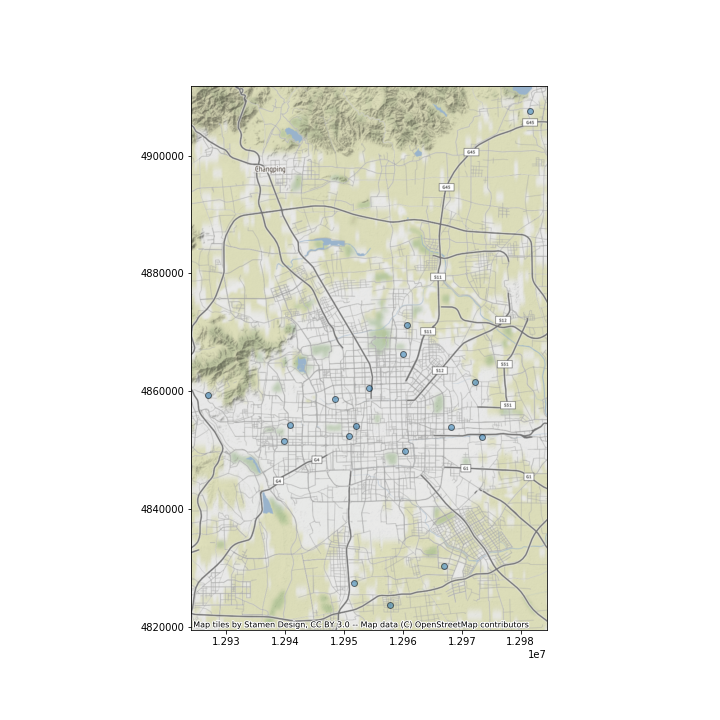 G45
4900000
G45
Changping
G45
4880000
S11
S12
S11
S51
S12
4860000
S51
G4
G1
G1
G4
4840000
4820000
Map tiles by Stamen Design, CC BY 3.0 -- Map data (C) OpenStreetMap contributors
1.293 1.294 1.295 1.296 1.297 1.298
1e7